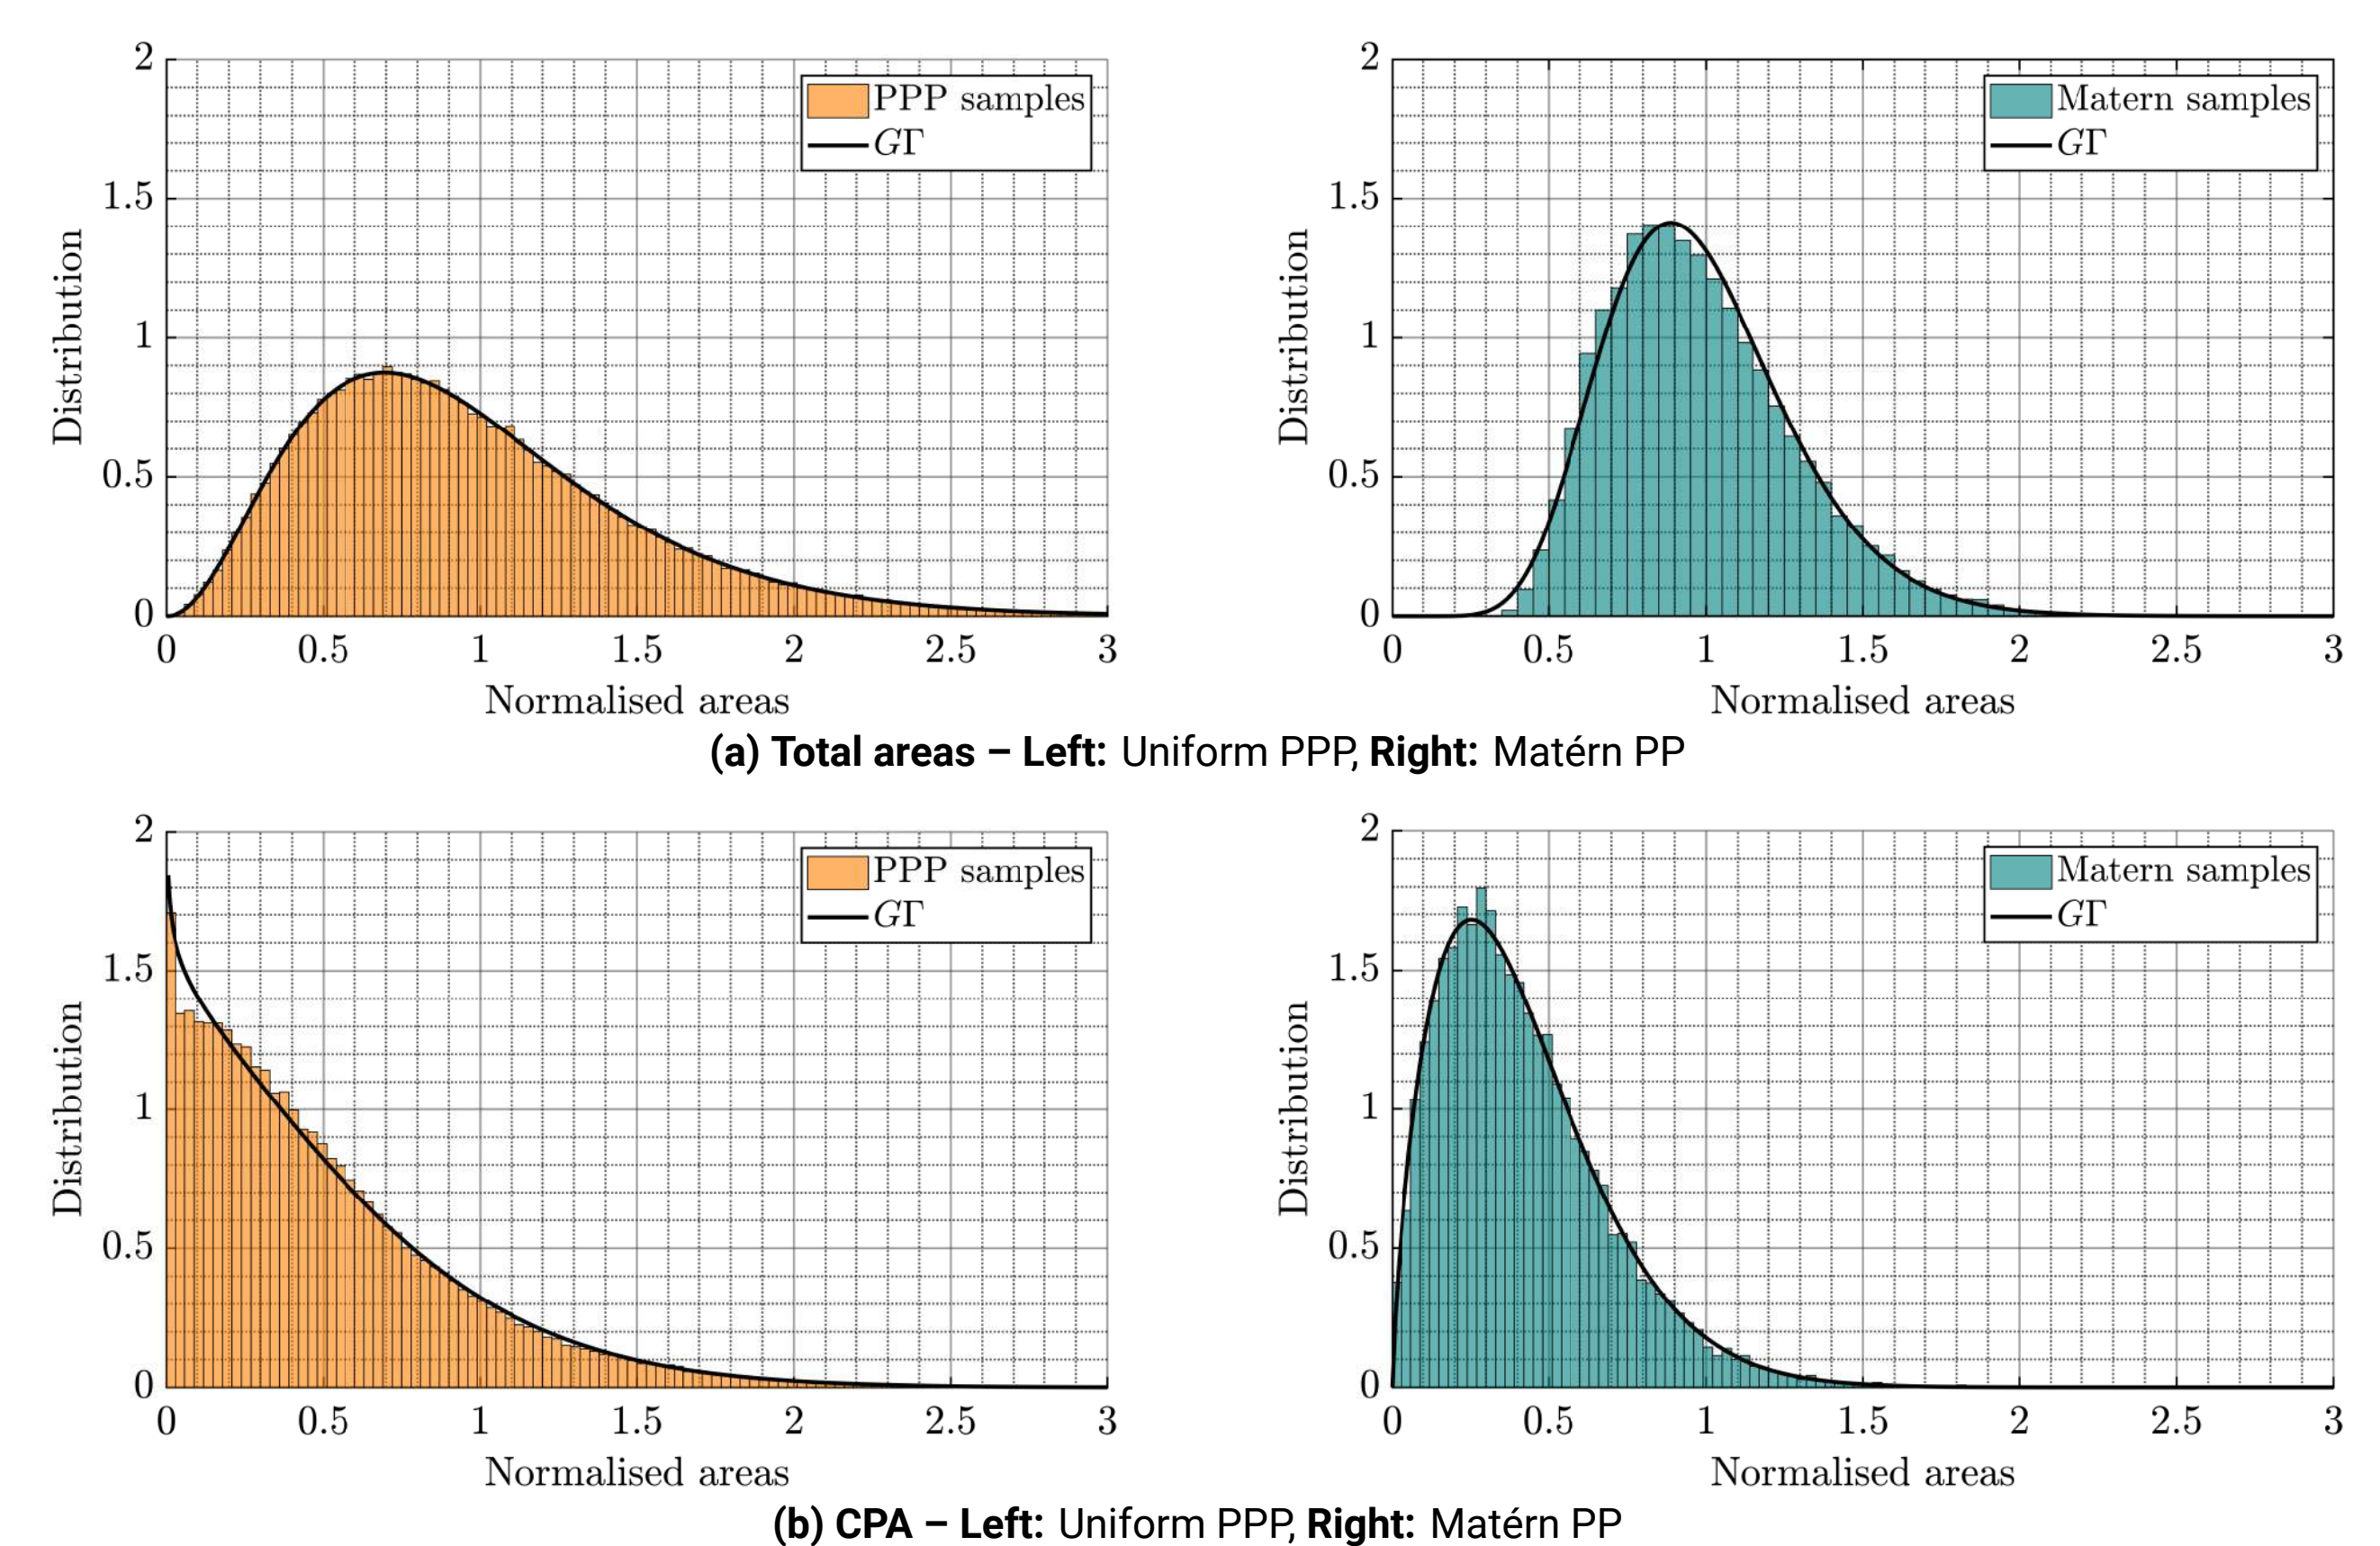 2
1.5
1
0.5
0
0 0.5 1 1.5 2 2.5 3
Distribution
Normalised areas
PPP samples
GΓ
2
1.5
1
0.5
0
0 0.5 1 1.5 2 2.5 3
Distribution
Normalised areas
Matern samples
GΓ
(a) Total areas – Left: Uniform PPP, Right: Matérn PP
2
1.5
1
0.5
0
0 0.5 1 1.5 2 2.5 3
Distribution
Normalised areas
PPP samples
GΓ
2
1.5
1
0.5
0
0 0.5 1 1.5 2 2.5 3
Distribution
Normalised areas
Matern samples
GΓ
(b) CPA – Left: Uniform PPP, Right: Matérn PP